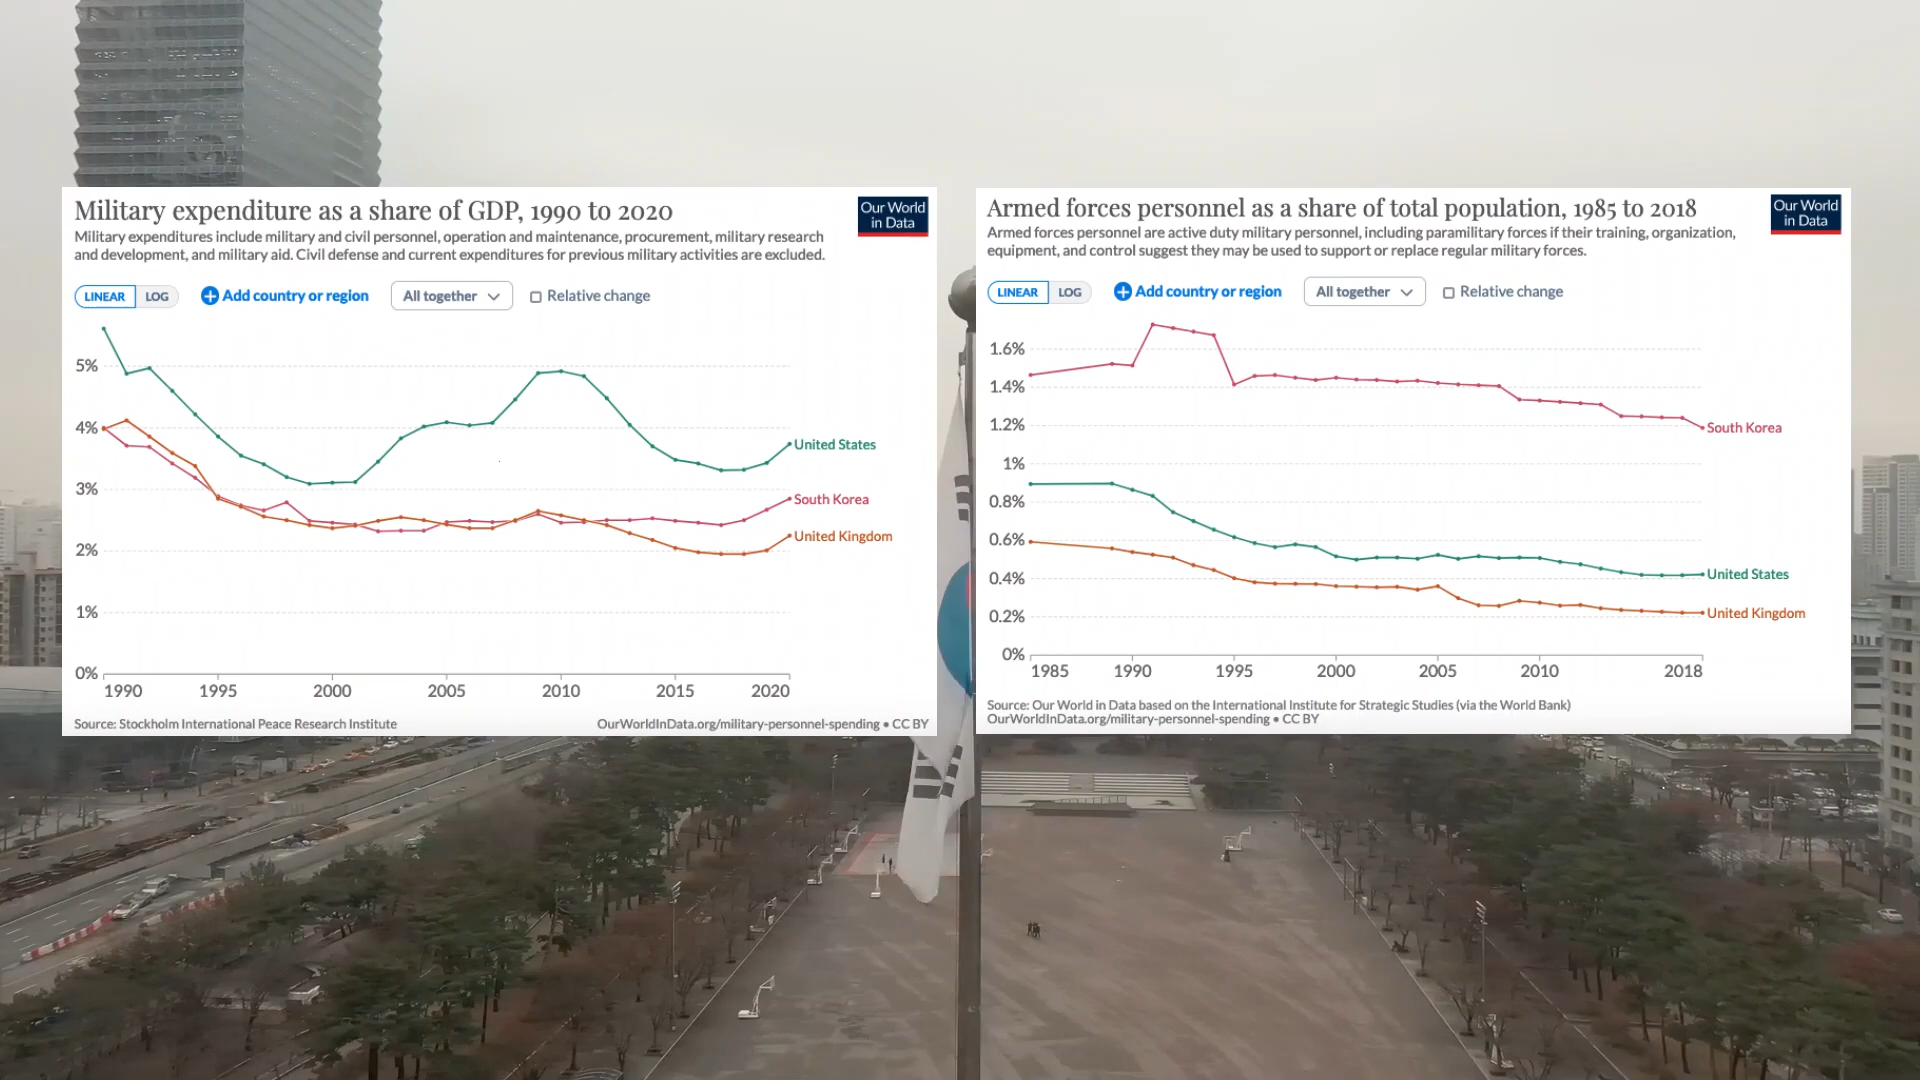 Military expenditure as a share of GDP, 1990 to 2020
Our World
in Data
Military expenditures include military and civil personnel, operation and maintenance, procurement, military research
and development, and military aid. Civil defense and current expenditures for previous military activities are excluded.
LINEAR LOG Add country or region All together Relative change
5%
4%
3%
2%
1%
0%
United States
South Korea
United Kingdom
1990 1995 2000 2005 2010 2015 2020
Source: Stockholm International Peace Research Institute OurWorldInData.org/military-personnel-spending • CC BY
Armed forces personnel as a share of total population, 1985 to 2018
Our World
in Data
Armed forces personnel are active duty military personnel, including paramilitary forces if their training, organization,
equipment, and control suggest they may be used to support or replace regular military forces.
LINEAR LOG Add country or region All together Relative change
1.6%
1.4%
1.2%
1%
0.8%
0.6%
0.4%
0.2%
0%
South Korea
United States
United Kingdom
1985 1990 1995 2000 2005 2010 2018
Source: Our World in Data based on the International Institute for Strategic Studies (via the World Bank)
OurWorldInData.org/military-personnel-spending • CC BY